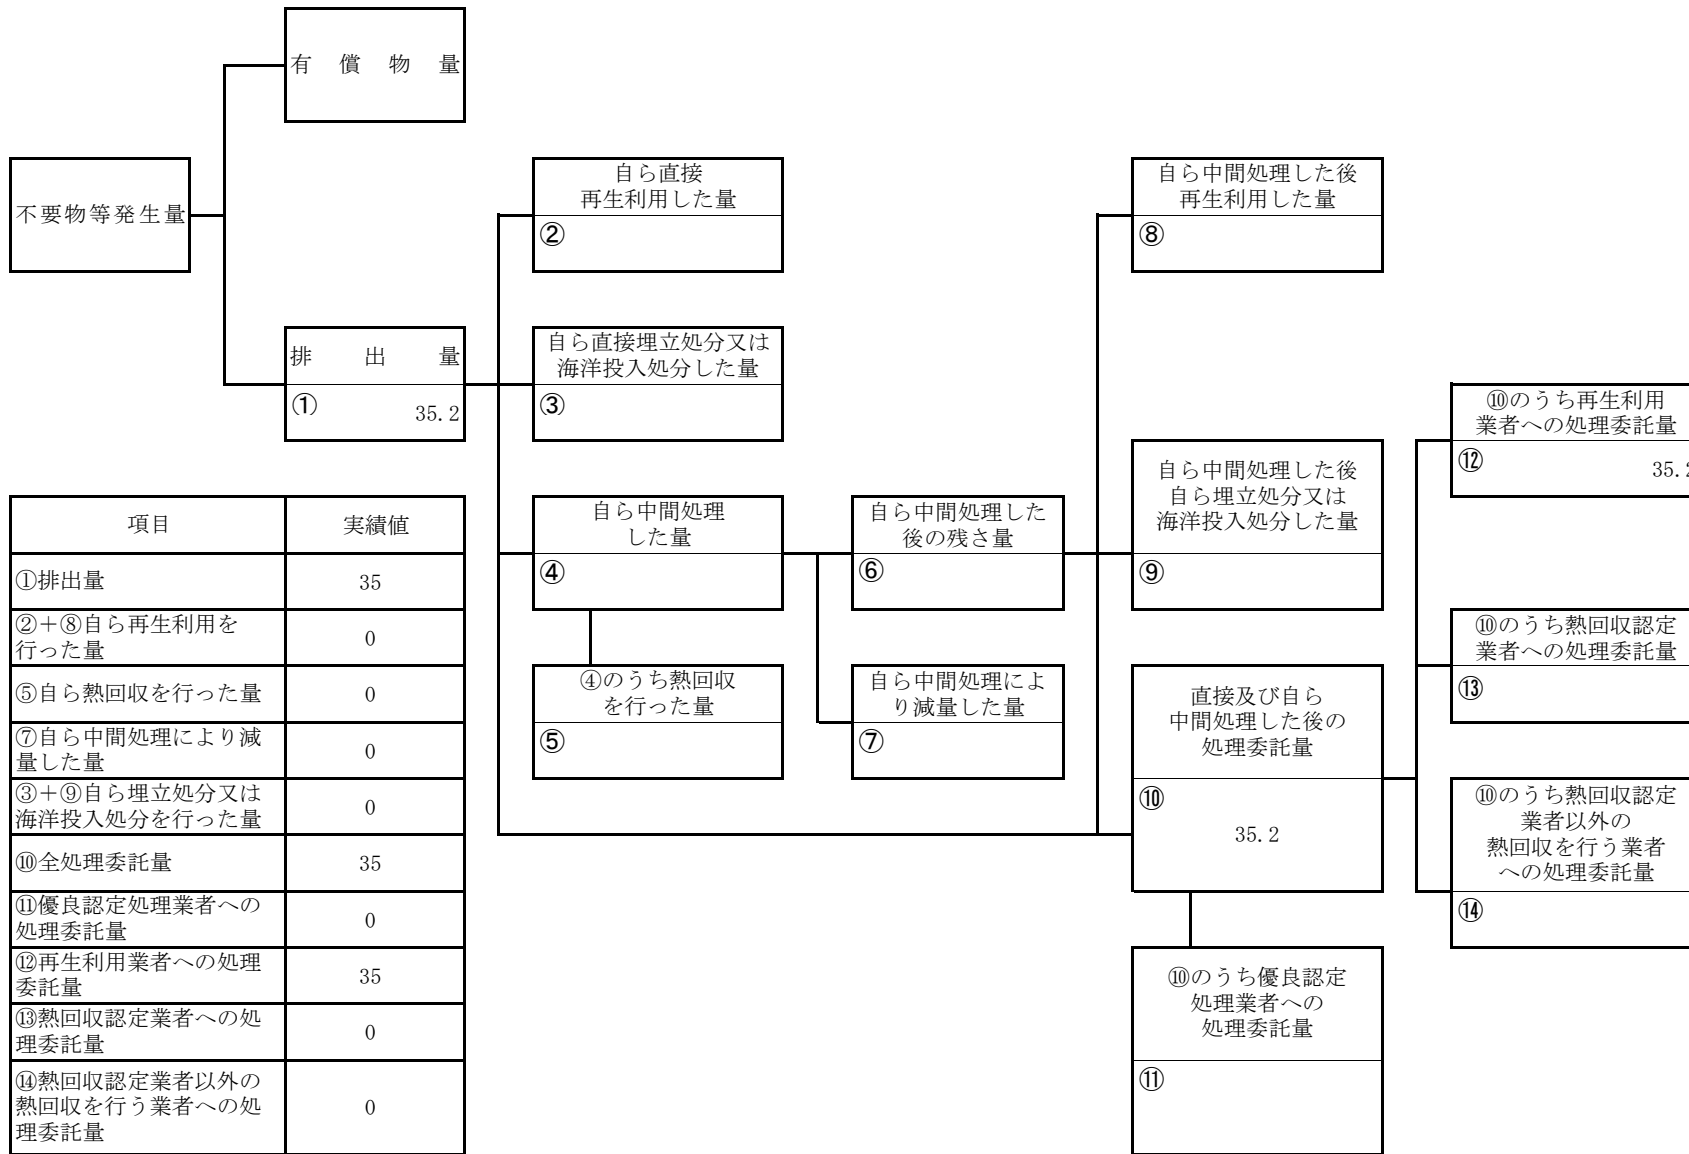 有償物量
不要物等発生量
排出量
① 35.2
自ら直接
再生利用した量
②
自ら直接埋立処分又は
海洋投入処分した量
③
自ら中間処理
した量
④
④のうち熱回収
を行った量
⑤
自ら中間処理した
後の残さ量
⑥
自ら中間処理によ
り減量した量
⑦
自ら中間処理した後
再生利用した量
⑧
自ら中間処理した後
自ら埋立処分又は
海洋投入処分した量
⑨
直接及び自ら
中間処理した後の
処理委託量
⑩
35.2
⑩のうち優良認定
処理業者への
処理委託量
⑪
⑩のうち再生利用
業者への処理委託量
⑫ 35.2
⑩のうち熱回収認定
業者への処理委託量
⑬
⑩のうち熱回収認定
業者以外の
熱回収を行う業者
への処理委託量
⑭
項目 実績値
①排出量 35
②+⑧自ら再生利用を
行った量 0
⑤自ら熱回収を行った量 0
⑦自ら中間処理により減
量した量 0
③+⑨自ら埋立処分又は
海洋投入処分を行った量 0
⑩全処理委託量 35
⑪優良認定処理業者への
処理委託量 0
⑫再生利用業者への処理
委託量 35
⑬熱回収認定業者への処
理委託量 0
⑭熱回収認定業者以外の
熱回収を行う業者への処
理委託量 0